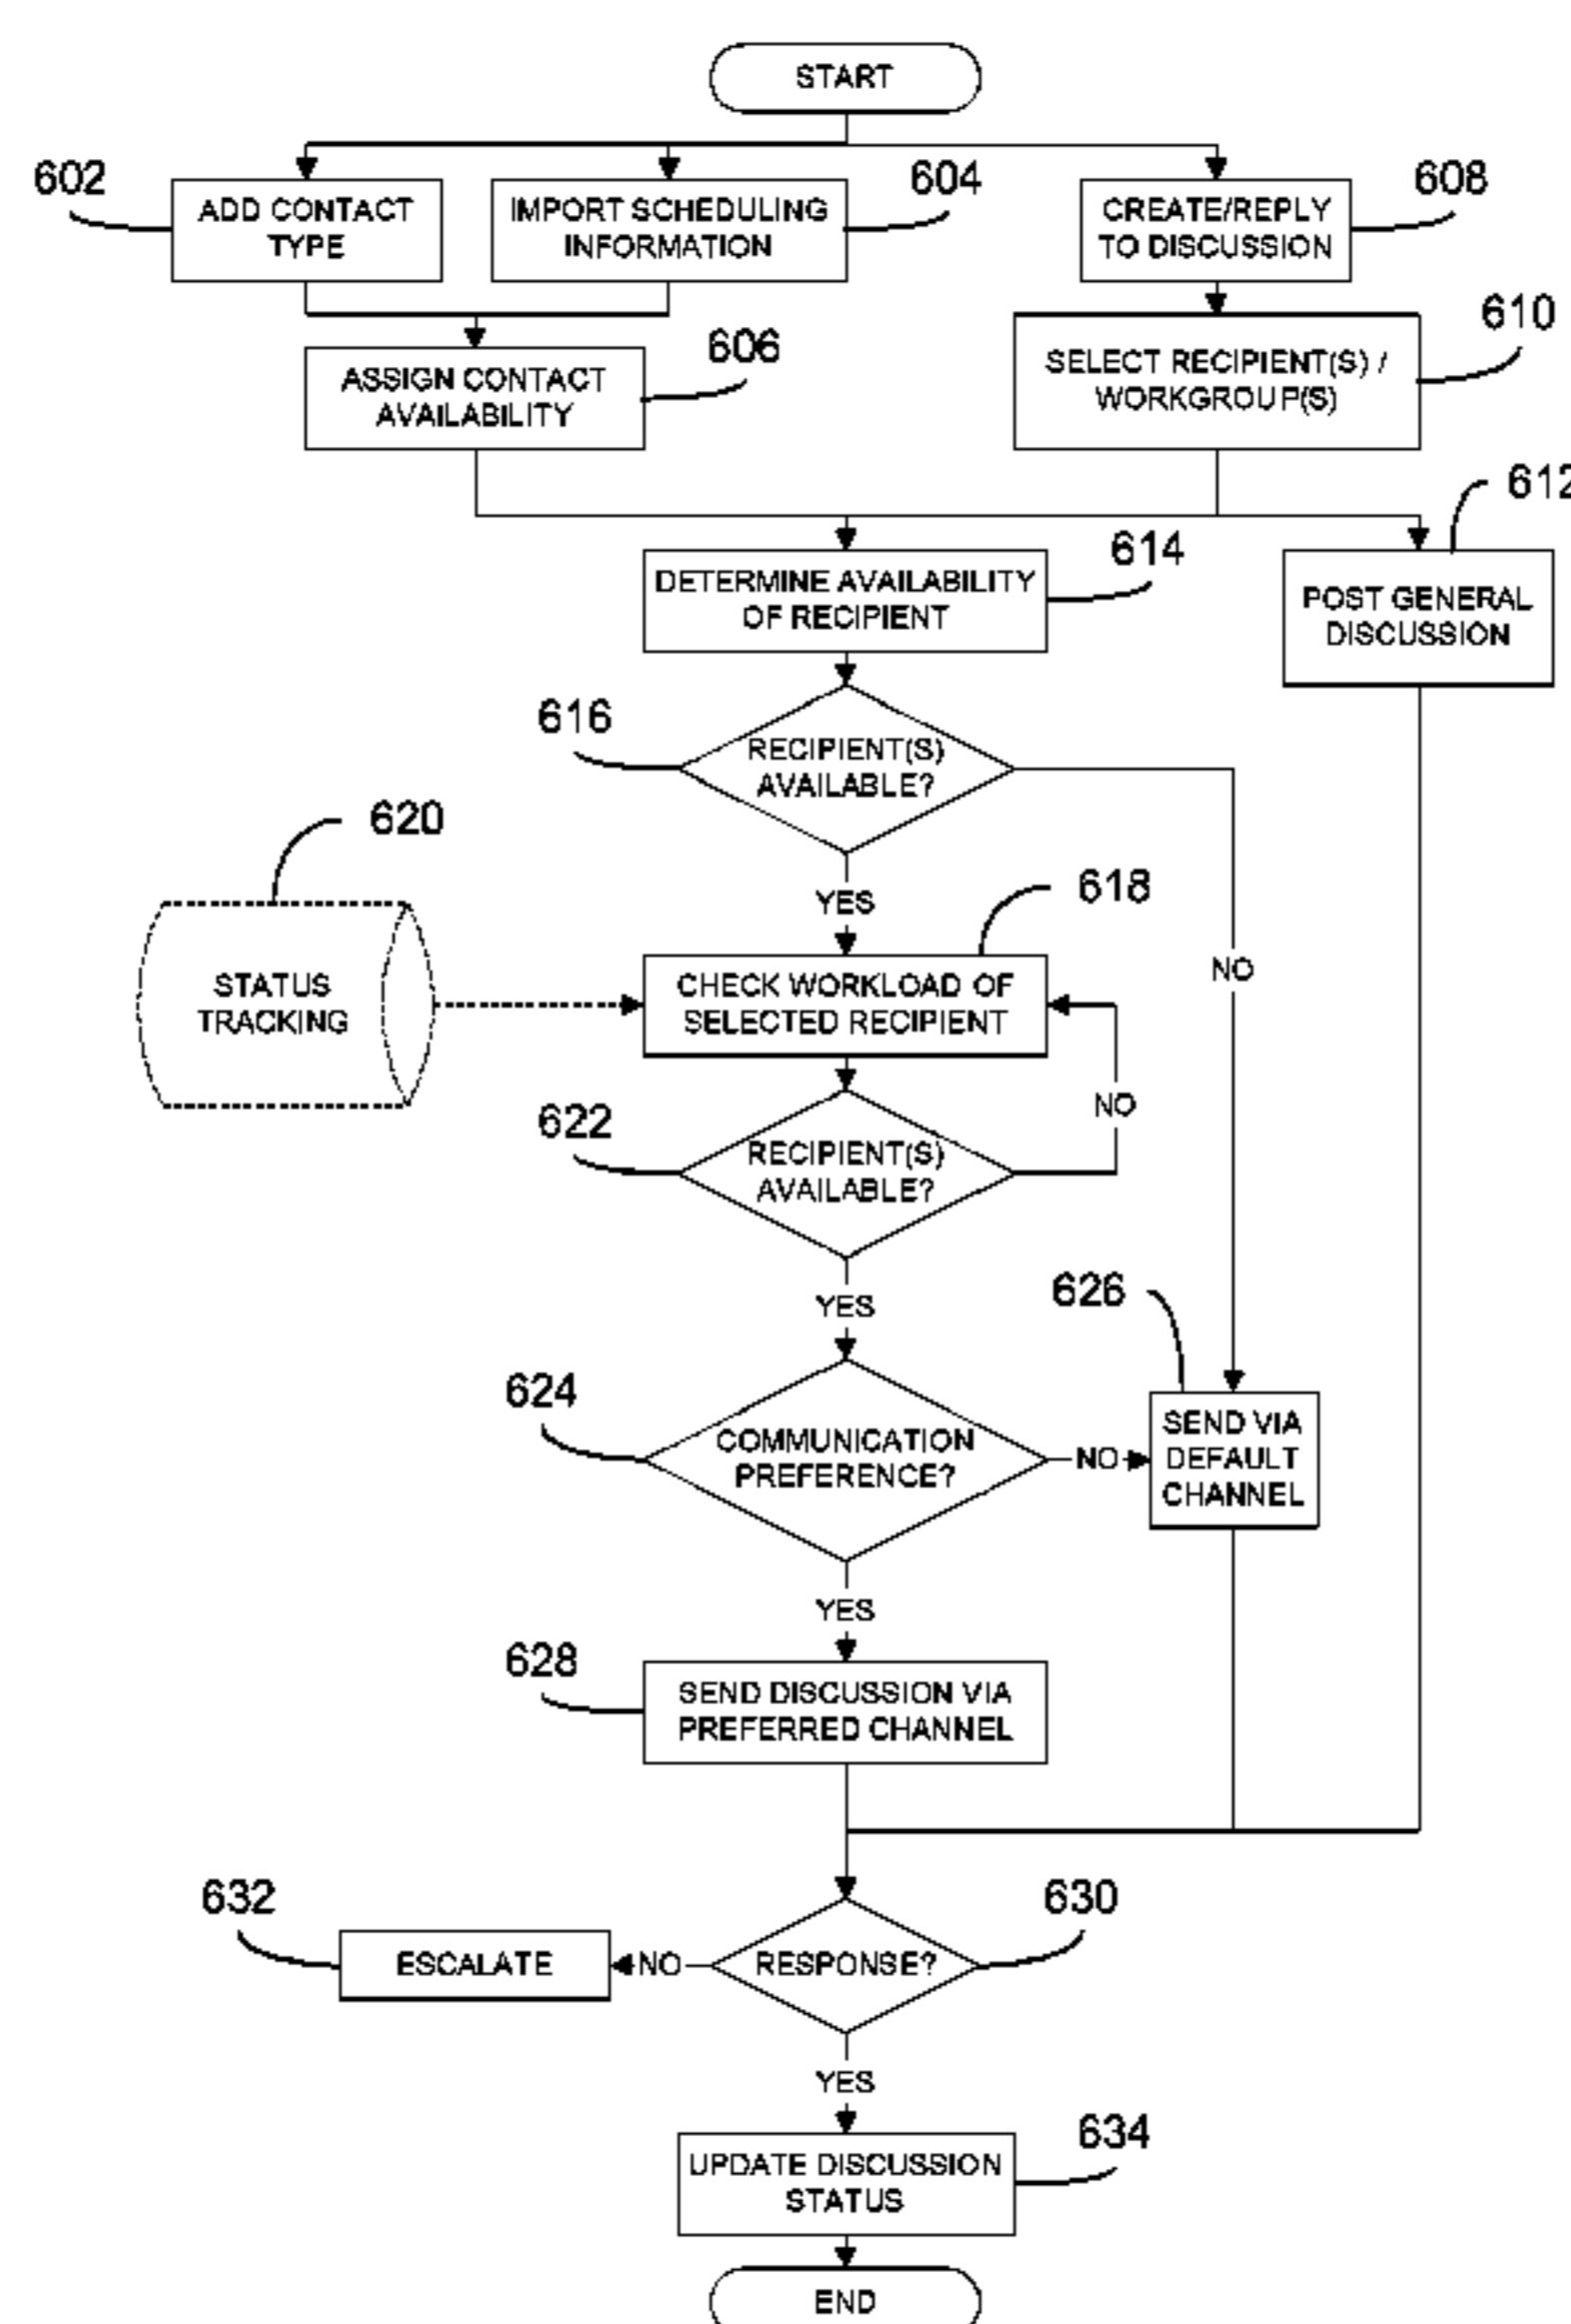 START
602
ADD CONTACT
TYPE
IMPORT SCHEDULING
INFORMATION
604
CREATE/REPLY
TO DISCUSSION
608
ASSIGN CONTACT
AVAILABILITY
606
SELECT RECIPIENT(S) /
WORKGROUP(S)
610
612
DETERMINE AVAILABILITY
OF RECIPIENT
614
POST GENERAL
DISCUSSION
616
RECIPIENT(S)
AVAILABLE?
620
YES
618
NO
STATUS
TRACKING
CHECK WORKLOAD OF
SELECTED RECIPIENT
NO
622
RECIPIENT(S)
AVAILABLE?
YES
626
624
COMMUNICATION
PREFERENCE?
NO
SEND VIA
DEFAULT
CHANNEL
YES
628
SEND DISCUSSION VIA
PREFERRED CHANNEL
632
630
ESCALATE
NO
RESPONSE?
YES
634
UPDATE DISCUSSION
STATUS
END